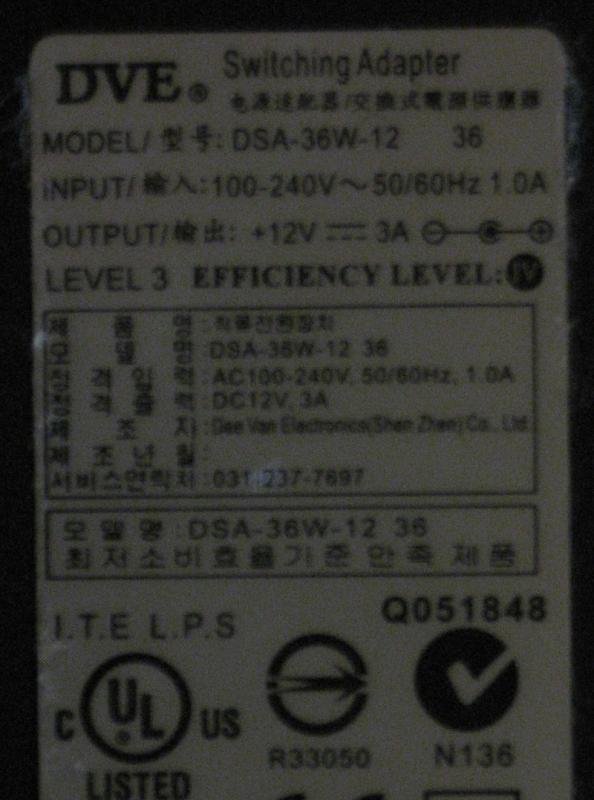 DVE® Switching Adapter
电源适配器/交換式電源供應器
MODEL/型号: DSA-36W-12 36
INPUT/輸入:100-240V～50/60Hz 1.0A
OUTPUT/輸出: +12V ⎓ 3A
LEVEL 3 EFFICIENCY LEVEL: IV
제 품 명 :직류전원장치
모 델 명 :DSA-36W-12 36
정 격 입 력 :AC100-240V, 50/60Hz, 1.0A
정 격 출 력 :DC12V, 3A
제 조 자 :Dee Van Electronics(Shen Zhen)Co., Ltd.
제 조 년 월 :
서비스연락처 :031-237-7697
모 델 명 : DSA-36W-12 36
최저소비효율기준 만족 제품
I.T.E L.P.S
Q051848
C UL® US
LISTED
R33050
N136